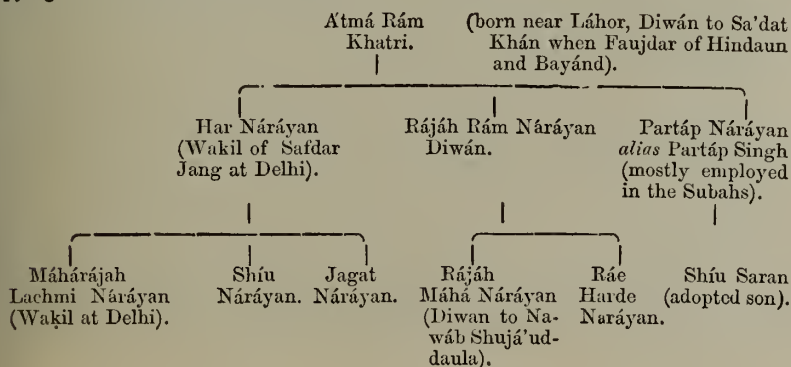 Átmá Rám (born near Láhor, Diwán to Sa'dat
Khatri. Khán when Faujdar of Hindaun
and Bayánd).
Har Náráyan Rájáh Rám Náráyan Partáp Náráyan
(Wakil of Safdar Diwán. alias Partáp Singh
Jang at Delhi). (mostly employed
in the Subahs).
Máhárájah Shíu Jagat Rájáh Ráe Shíu Saran
Lachmi Náráyan Náráyan. Náráyan. Máhá Náráyan Harde (adopted son).
(Wakil at Delhi). (Diwan to Na- Naráyan.
wáb Shujá'ud-
daula).